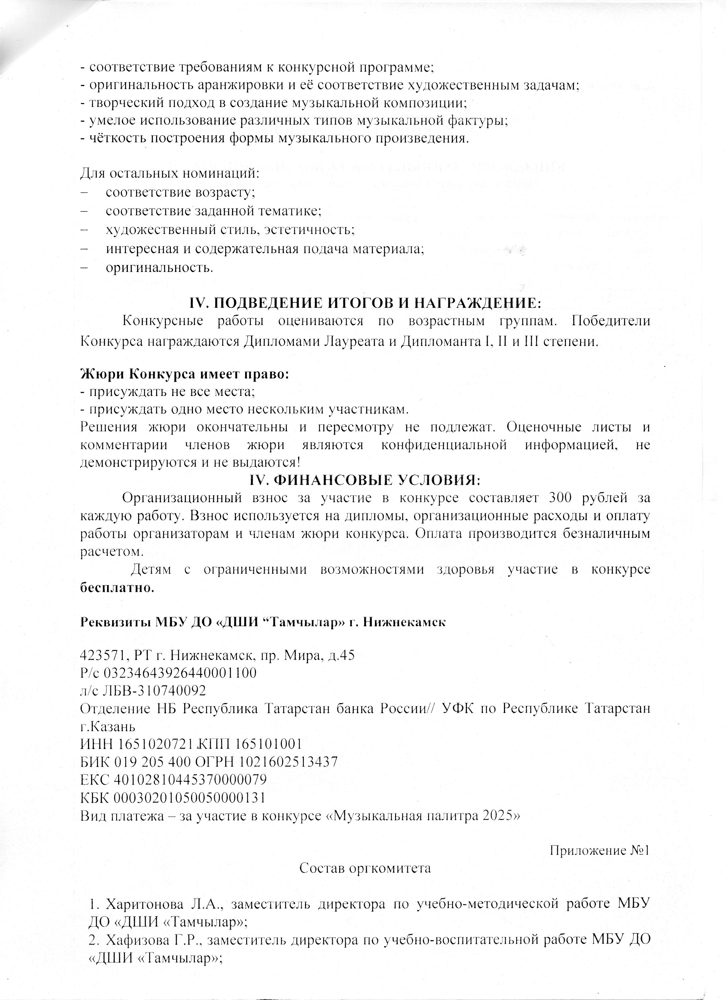 - соответствие требованиям к конкурсной программе;
- оригинальность аранжировки и её соответствие художественным задачам;
- творческий подход в создание музыкальной композиции;
- умелое использование различных типов музыкальной фактуры;
- чёткость построения формы музыкального произведения.
Для остальных номинаций:
– соответствие возрасту;
– соответствие заданной тематике;
– художественный стиль, эстетичность;
– интересная и содержательная подача материала;
– оригинальность.
IV. ПОДВЕДЕНИЕ ИТОГОВ И НАГРАЖДЕНИЕ:
Конкурсные работы оцениваются по возрастным группам. Победители
Конкурса награждаются Дипломами Лауреата и Дипломанта I, II и III степени.
Жюри Конкурса имеет право:
- присуждать не все места;
- присуждать одно место нескольким участникам.
Решения жюри окончательны и пересмотру не подлежат. Оценочные листы и
комментарии членов жюри являются конфиденциальной информацией, не
демонстрируются и не выдаются!
IV. ФИНАНСОВЫЕ УСЛОВИЯ:
Организационный взнос за участие в конкурсе составляет 300 рублей за
каждую работу. Взнос используется на дипломы, организационные расходы и оплату
работы организаторам и членам жюри конкурса. Оплата производится безналичным
расчетом.
Детям с ограниченными возможностями здоровья участие в конкурсе
бесплатно.
Реквизиты МБУ ДО «ДШИ “Тамчылар» г. Нижнекамск
423571, РТ г. Нижнекамск, пр. Мира, д.45
Р/с 03234643926440001100
л/с ЛБВ-310740092
Отделение НБ Республика Татарстан банка России// УФК по Республике Татарстан
г.Казань
ИНН 1651020721,КПП 165101001
БИК 019 205 400 ОГРН 1021602513437
ЕКС 40102810445370000079
КБК 00030201050050000131
Вид платежа – за участие в конкурсе «Музыкальная палитра 2025»
Приложение №1
Состав оргкомитета
1. Харитонова Л.А., заместитель директора по учебно-методической работе МБУ
ДО «ДШИ «Тамчылар»;
2. Хафизова Г.Р., заместитель директора по учебно-воспитательной работе МБУ ДО
«ДШИ «Тамчылар»;